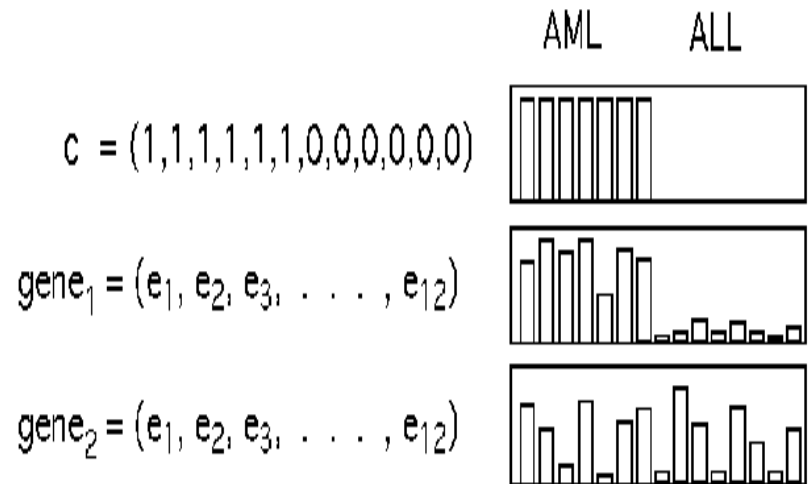 AML ALL
c = (1,1,1,1,1,1,0,0,0,0,0,0)
gene₁ = (e₁, e₂, e₃, . . . , e₁₂)
gene₂ = (e₁, e₂, e₃, . . . , e₁₂)